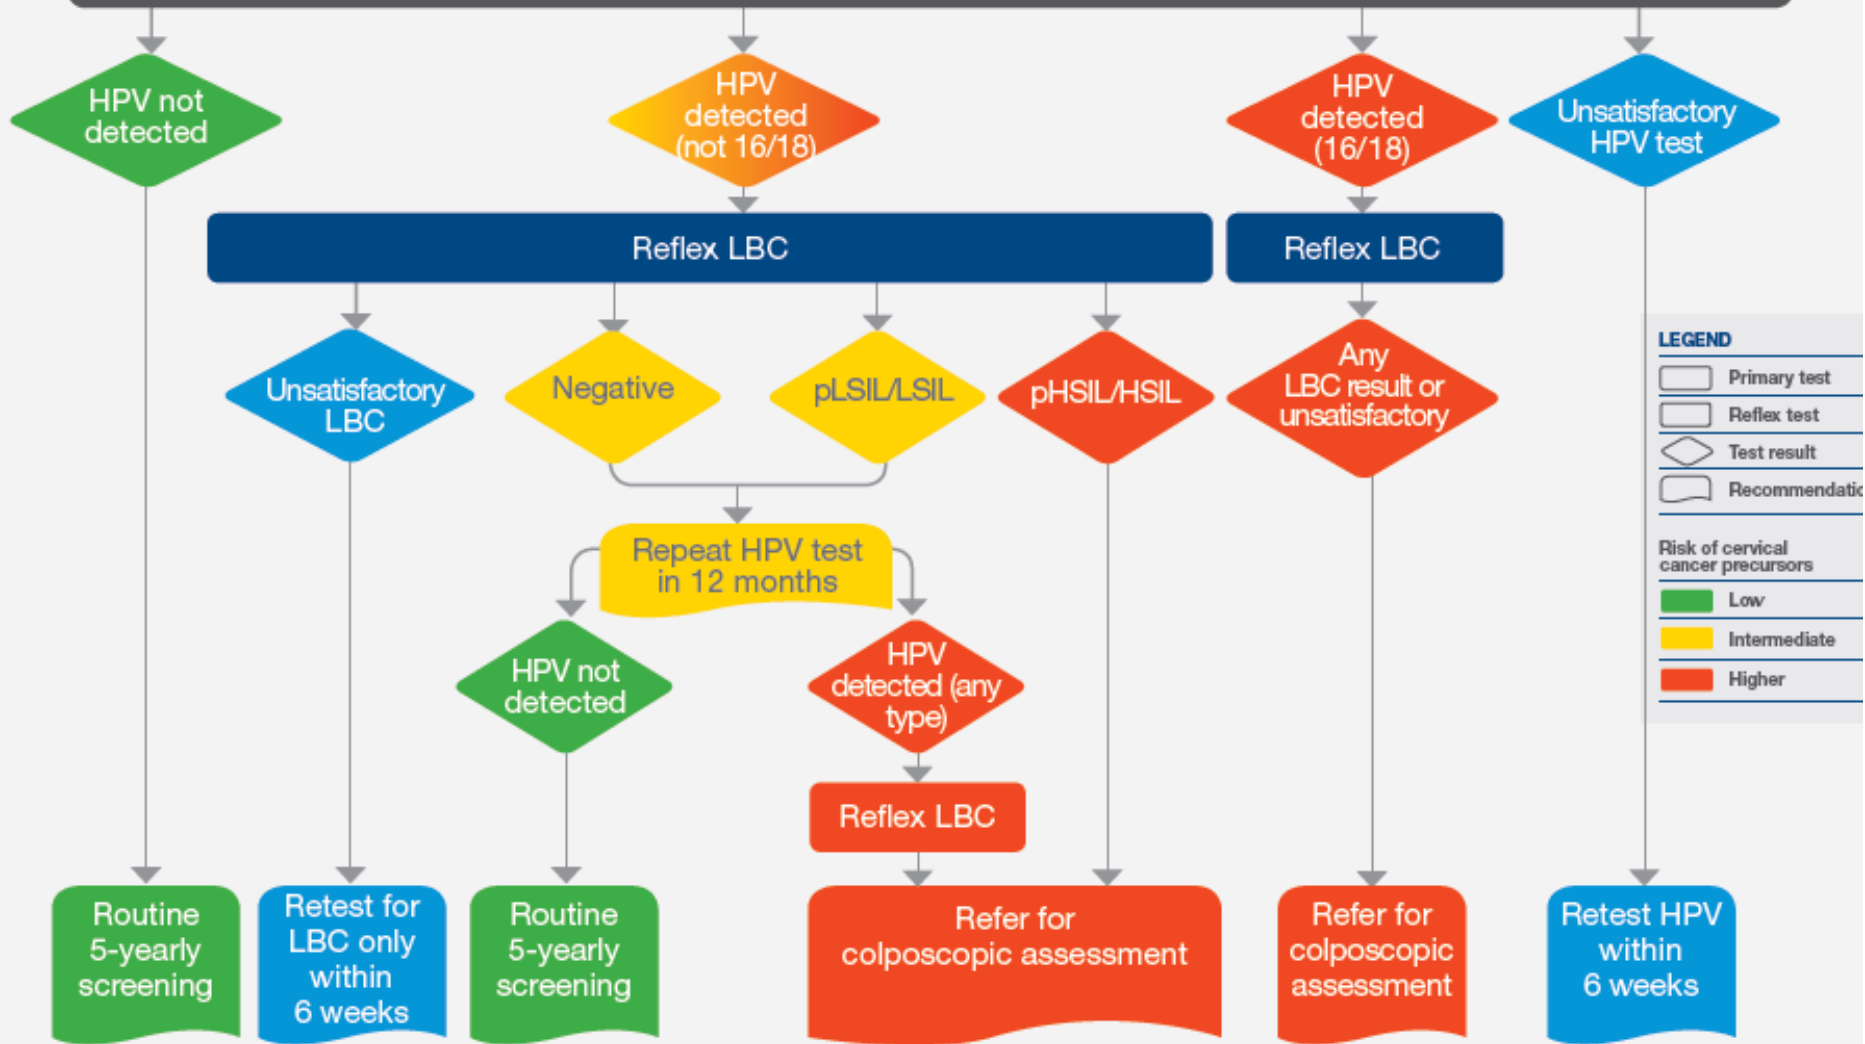 HPV not
detected
HPV
detected
(not 16/18)
HPV
detected
(16/18)
Unsatisfactory
HPV test
Reflex LBC
Reflex LBC
Unsatisfactory
LBC
Negative
pLSIL/LSIL
pHSIL/HSIL
Any
LBC result or
unsatisfactory
LEGEND
Primary test
Reflex test
Test result
Recommendatio
Risk of cervical
cancer precursors
Low
Intermediate
Higher
Repeat HPV test
in 12 months
HPV not
detected
HPV
detected (any
type)
Reflex LBC
Routine
5-yearly
screening
Retest for
LBC only
within
6 weeks
Routine
5-yearly
screening
Refer for
colposcopic assessment
Refer for
colposcopic
assessment
Retest HPV
within
6 weeks